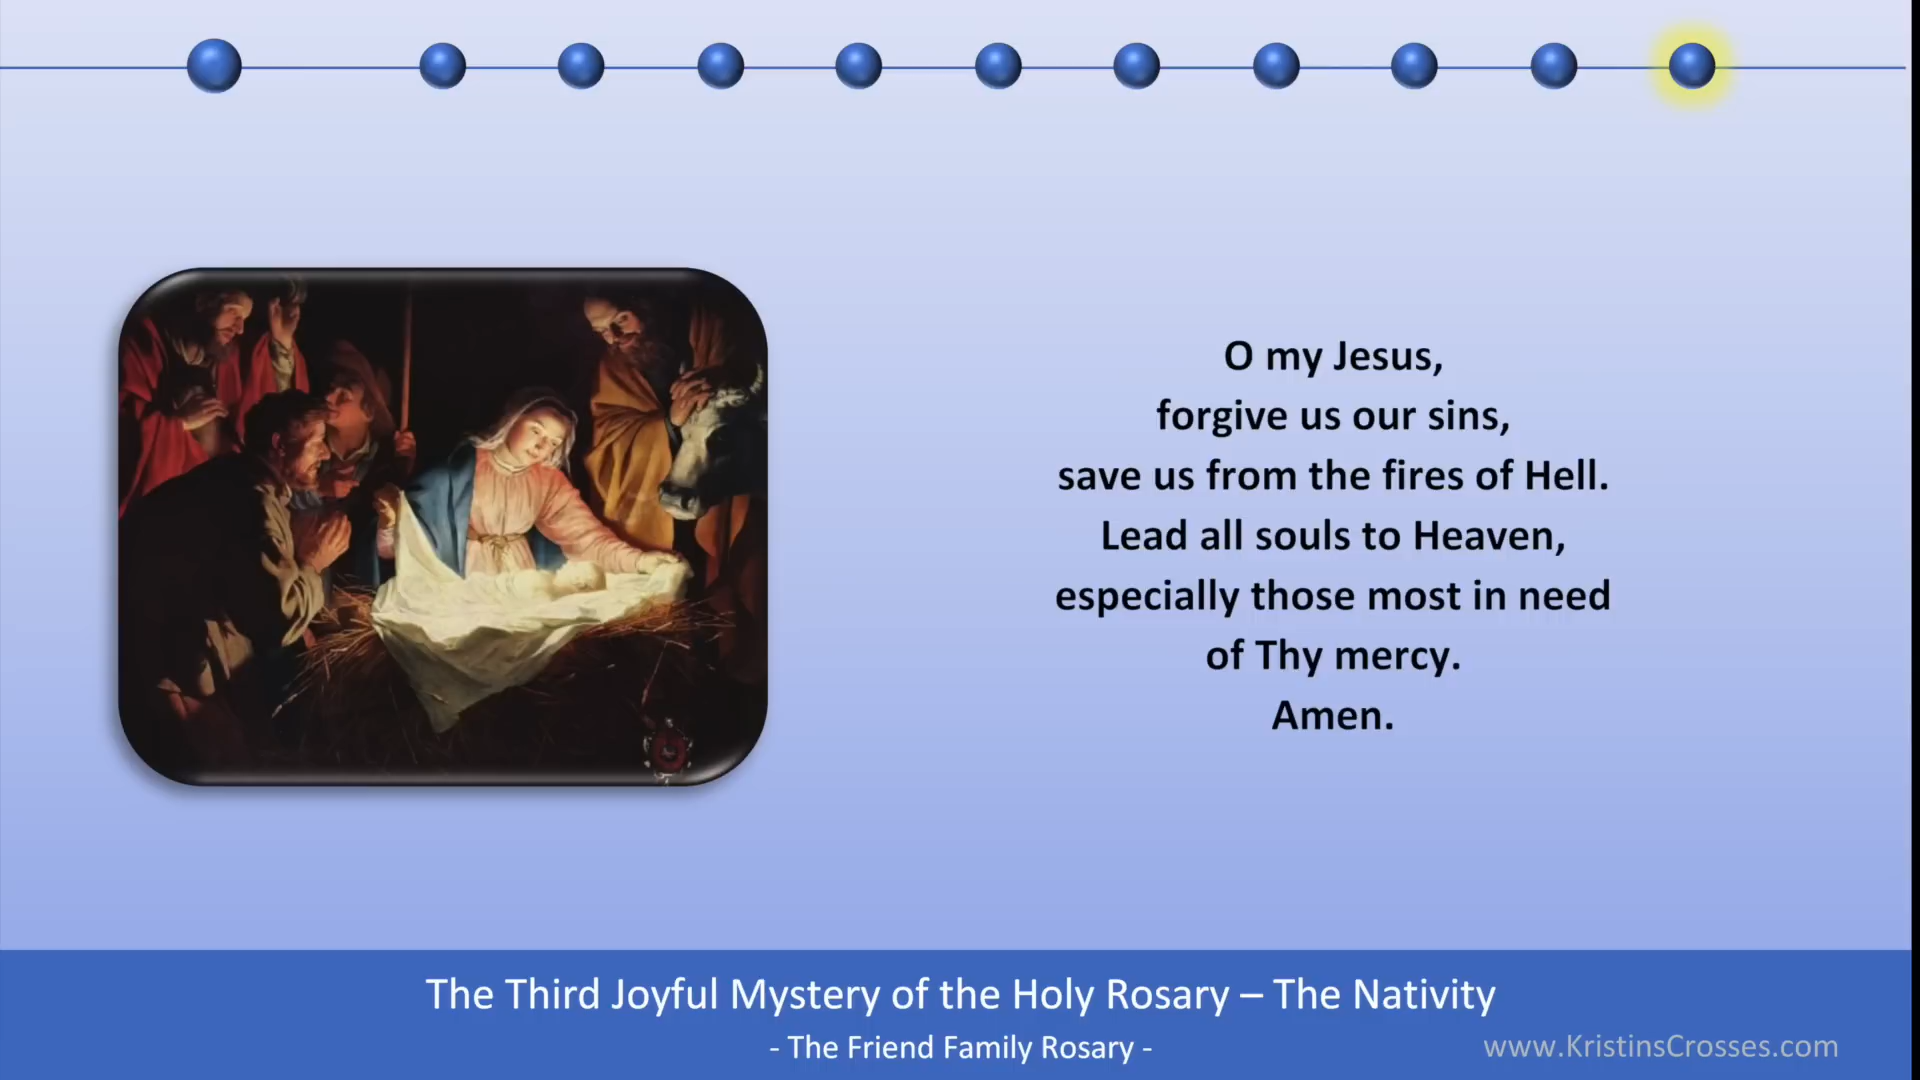 O my Jesus,
forgive us our sins,
save us from the fires of Hell.
Lead all souls to Heaven,
especially those most in need
of Thy mercy.
Amen.
The Third Joyful Mystery of the Holy Rosary – The Nativity
- The Friend Family Rosary -
www.KristinsCrosses.com